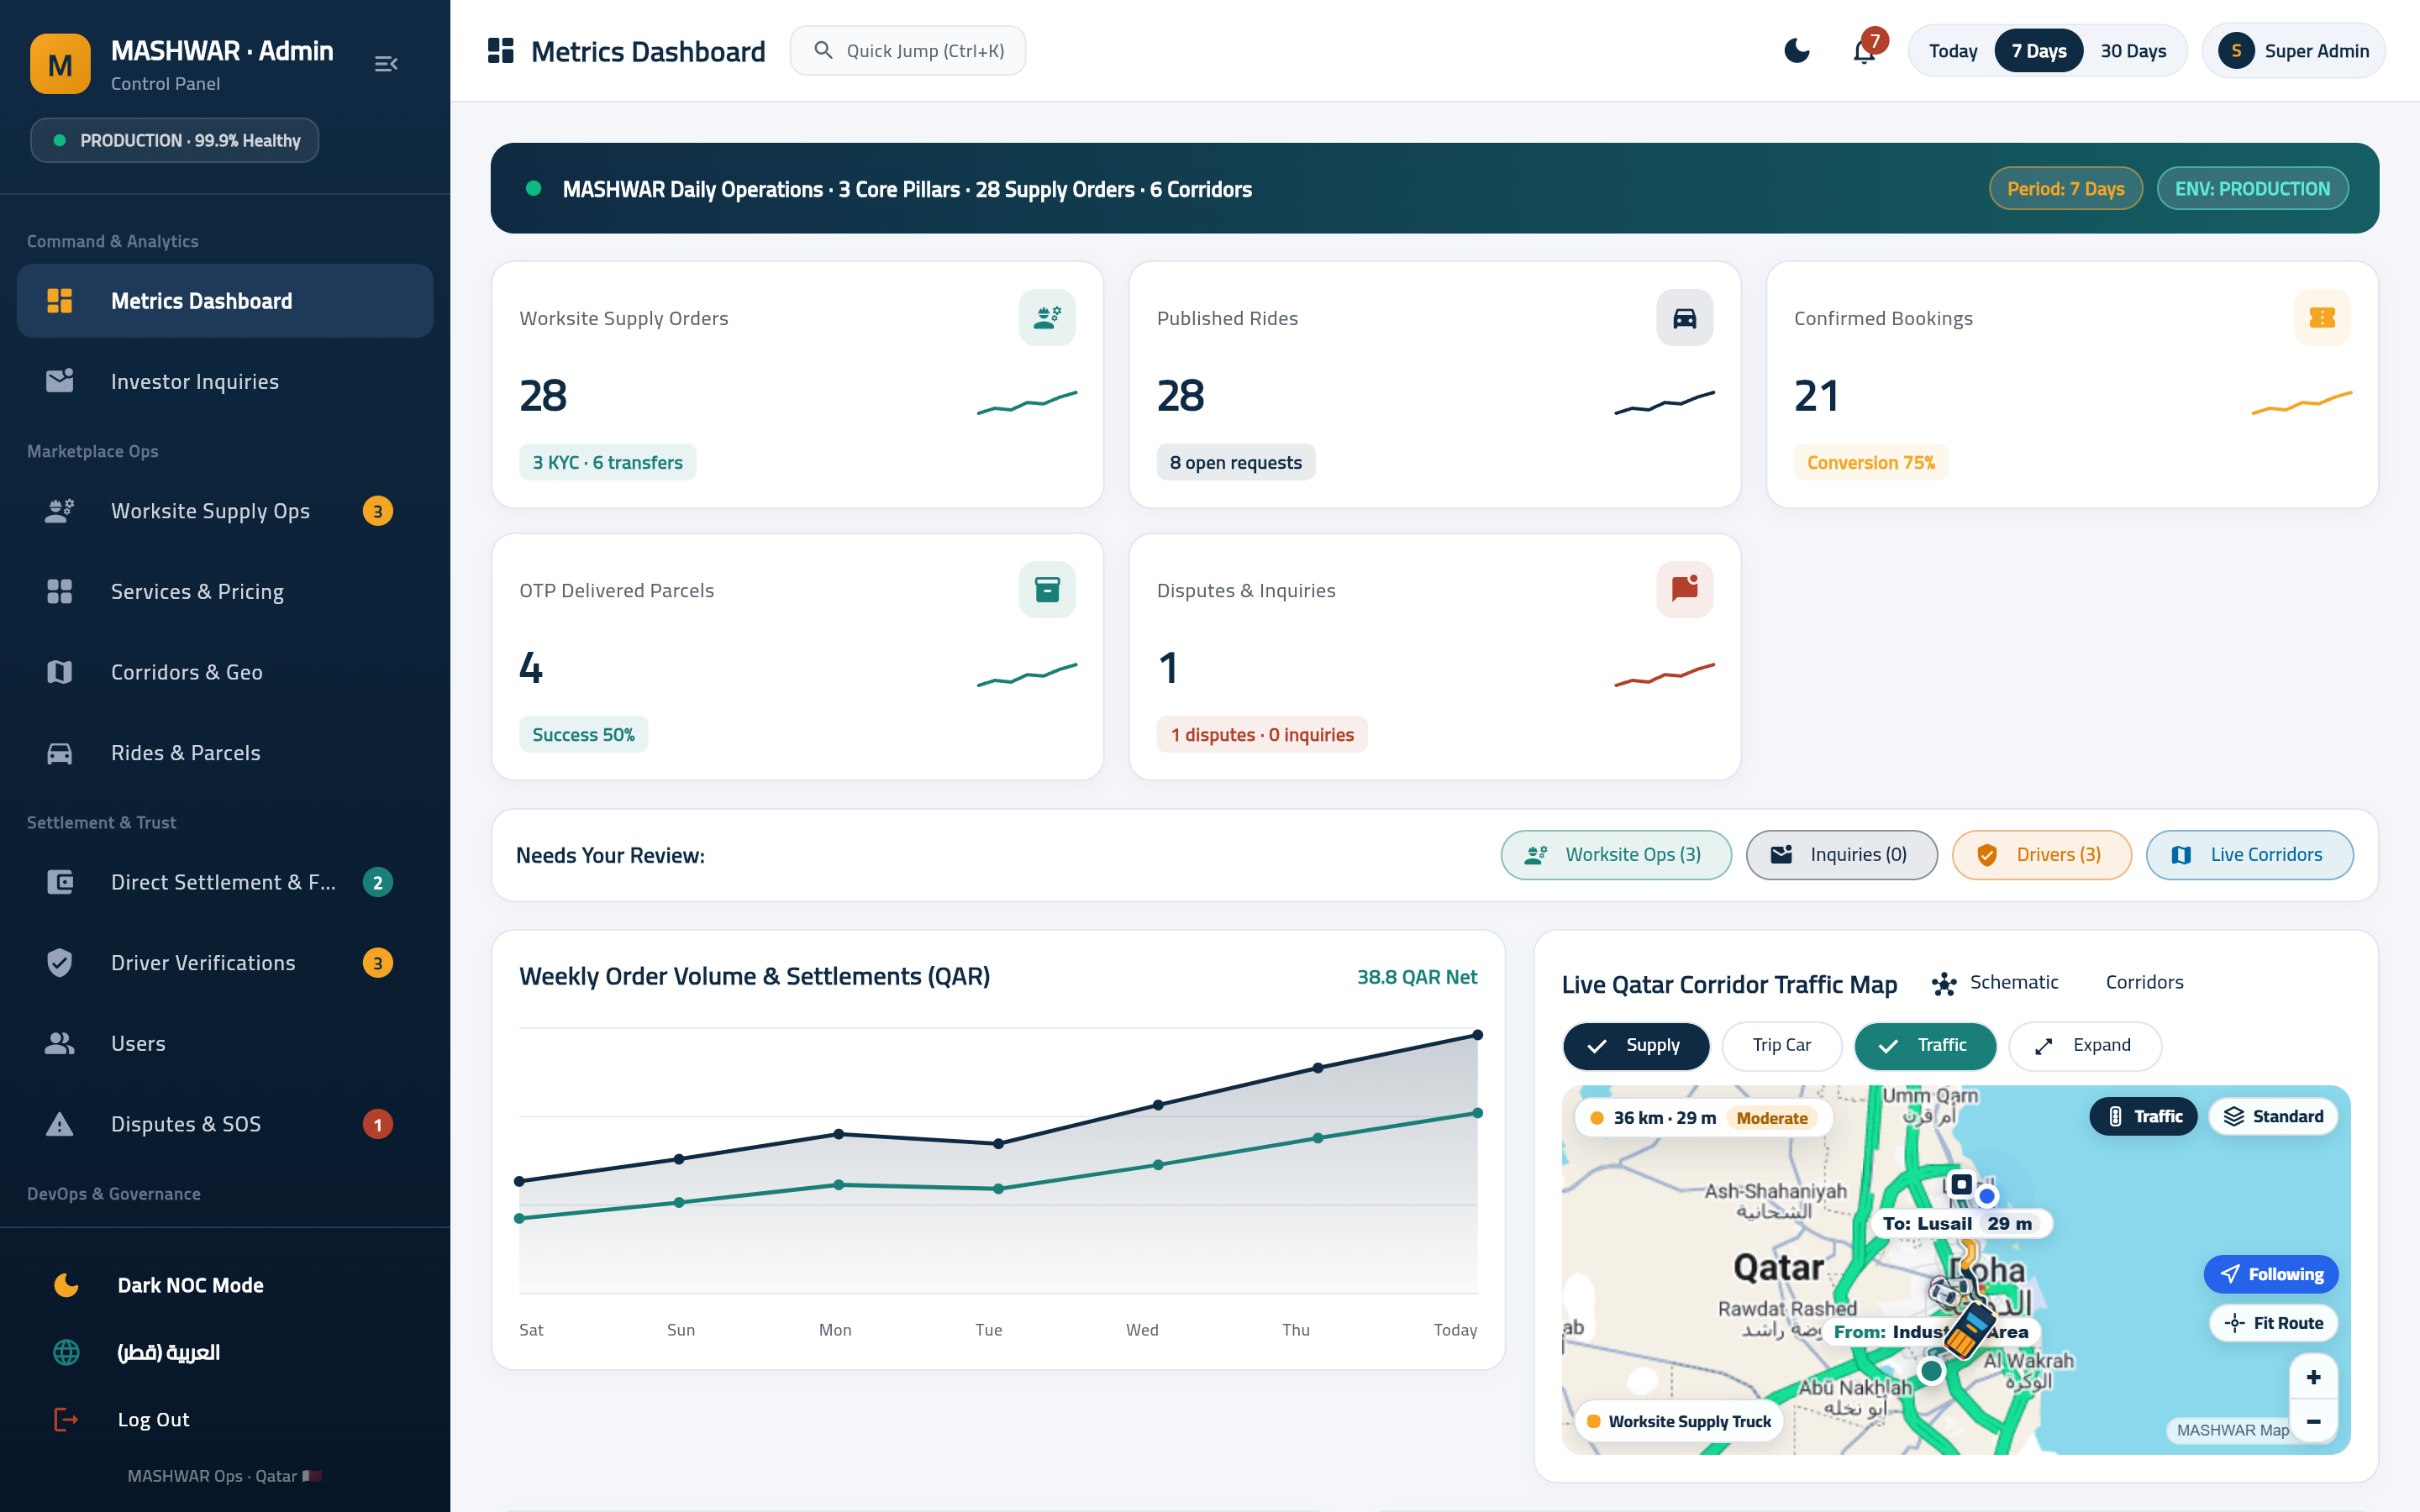 M
MASHWAR · Admin
Control Panel
PRODUCTION · 99.9% Healthy
Command & Analytics
Metrics Dashboard
Investor Inquiries
Marketplace Ops
Worksite Supply Ops 3
Services & Pricing
Corridors & Geo
Rides & Parcels
Settlement & Trust
Direct Settlement & F... 2
Driver Verifications 3
Users
Disputes & SOS 1
DevOps & Governance
Dark NOC Mode
العربية (قطر)
Log Out
MASHWAR Ops · Qatar
Metrics Dashboard
Quick Jump (Ctrl+K)
7
Today 7 Days 30 Days
S Super Admin
MASHWAR Daily Operations · 3 Core Pillars · 28 Supply Orders · 6 Corridors
Period: 7 Days
ENV: PRODUCTION
Worksite Supply Orders
28
3 KYC · 6 transfers
Published Rides
28
8 open requests
Confirmed Bookings
21
Conversion 75%
OTP Delivered Parcels
4
Success 50%
Disputes & Inquiries
1
1 disputes · 0 inquiries
Needs Your Review:
Worksite Ops (3)
Inquiries (0)
Drivers (3)
Live Corridors
Weekly Order Volume & Settlements (QAR)
38.8 QAR Net
Sat Sun Mon Tue Wed Thu Today
Live Qatar Corridor Traffic Map
Schematic
Corridors
Supply
Trip Car
Traffic
Expand
36 km · 29 m Moderate
Umm Qarn
أم قرن
Traffic
Standard
Ash-Shahaniyah
الشحانية
To: Lusail 29 m
Qatar
Doha
Following
Rawdat Rashed
راشد
From: Area
Fit Route
ab
Al Wakrah
الوكرة
Abū Nakhlah
أبو نخله
+
−
Worksite Supply Truck
MASHWAR Map